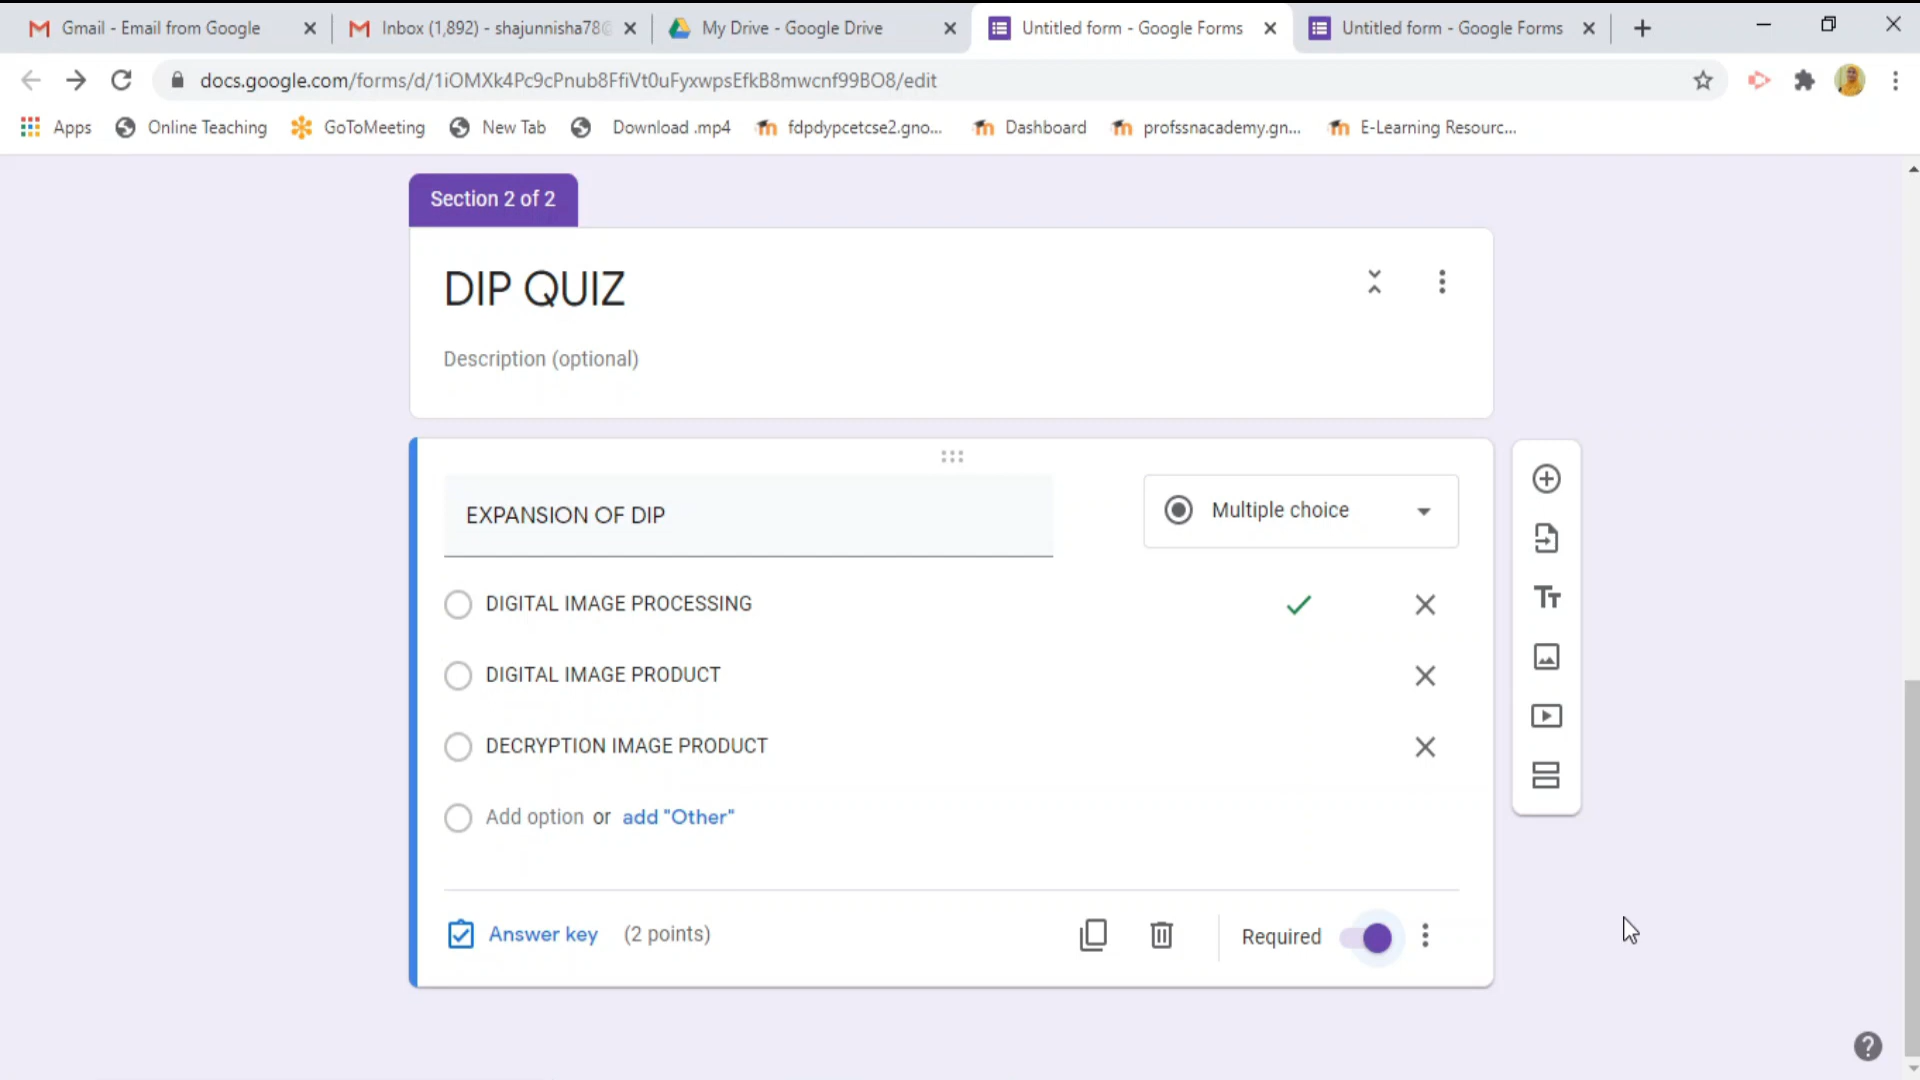 Gmail - Email from Google
Inbox (1,892) - shajunnisha78@
My Drive - Google Drive
Untitled form - Google Forms
Untitled form - Google Forms
docs.google.com/forms/d/1iOMXk4Pc9cPnub8FfiVt0uFyxwpsEfkB8mwcnf99BO8/edit
Apps
Online Teaching
GoToMeeting
New Tab
Download .mp4
fdpdypcetcse2.gno...
Dashboard
profssnacademy.gn...
E-Learning Resourc...
Section 2 of 2
DIP QUIZ
Description (optional)
EXPANSION OF DIP
Multiple choice
DIGITAL IMAGE PROCESSING
DIGITAL IMAGE PRODUCT
DECRYPTION IMAGE PRODUCT
Add option or add "Other"
Answer key (2 points)
Required